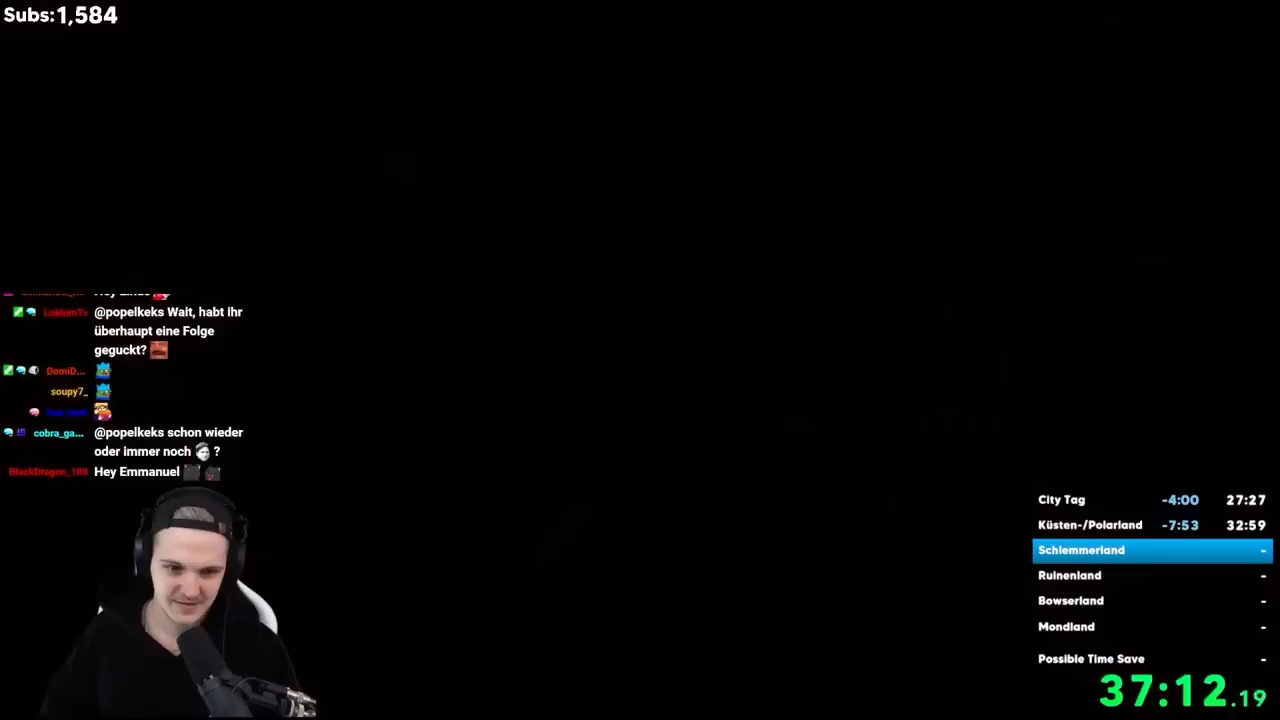 Subs:1,584
@popelkeks Wait, habt ihr
überhaupt eine Folge
geguckt?
DomiD...
soupy7_
cobra_ga... @popelkeks schon wieder
oder immer noch ?
BlackDragon_100 Hey Emmanuel
City Tag -4:00 27:27
Küsten-/Polarland -7:53 32:59
Schlemmerland -
Ruinenland -
Bowserland -
Mondland -
Possible Time Save -
37:12.19